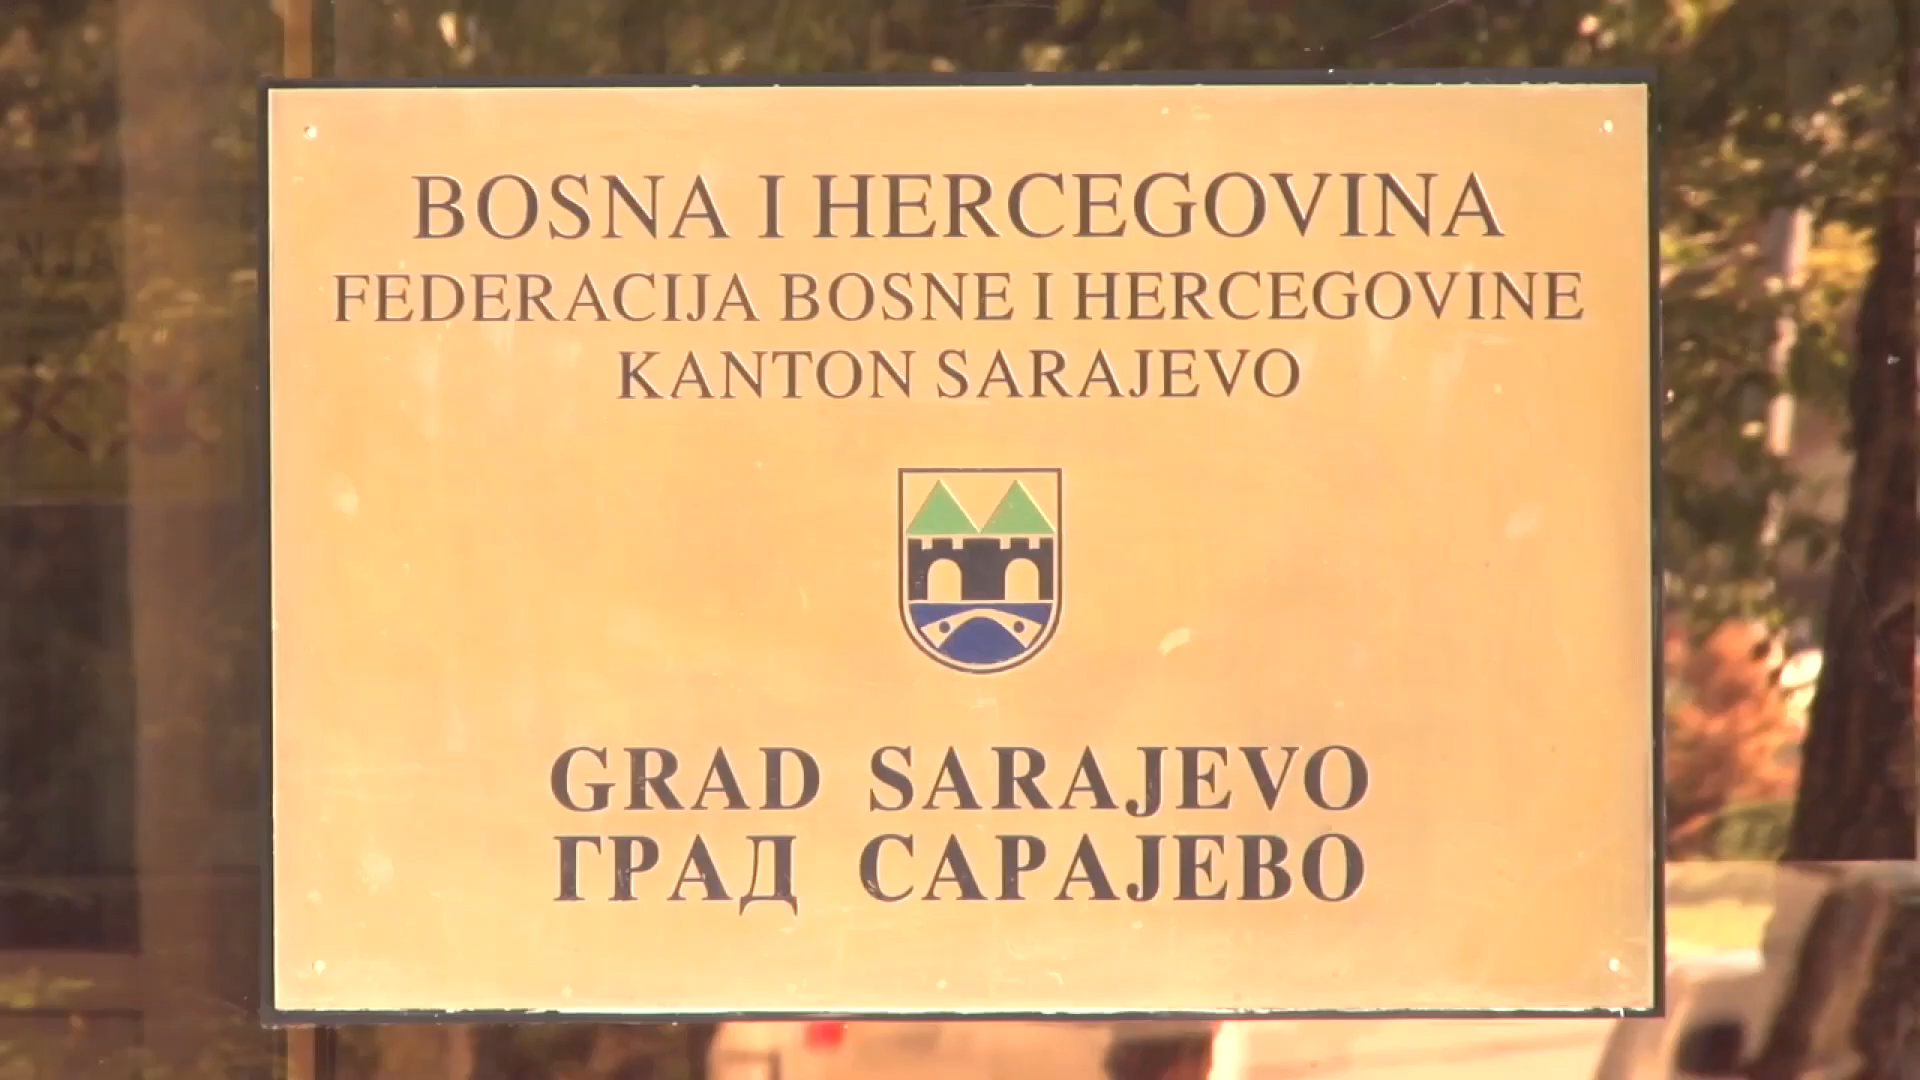 BOSNA I HERCEGOVINA
FEDERACIJA BOSNE I HERCEGOVINE
KANTON SARAJEVO
GRAD SARAJEVO
ГРАД САРАЈЕВО